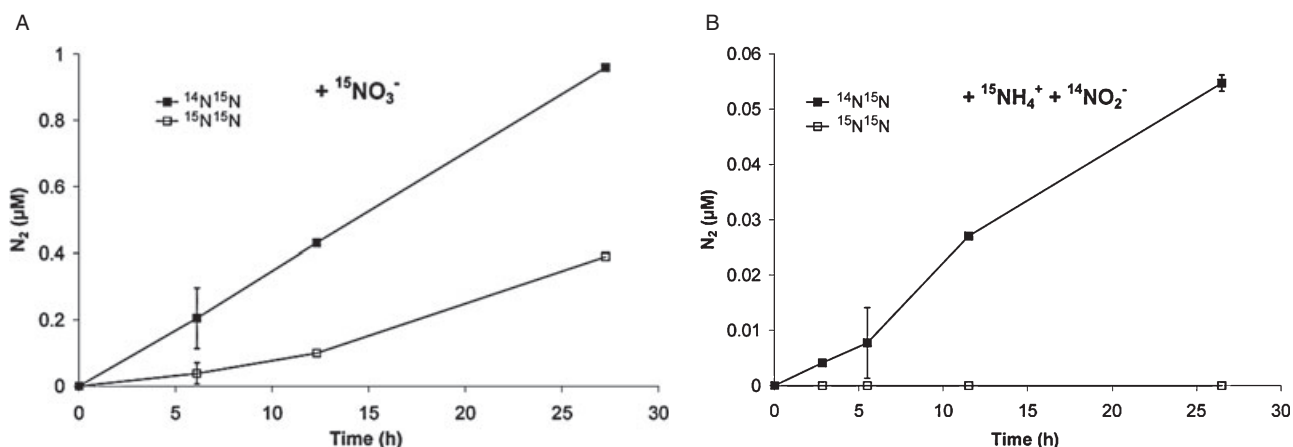 A
+ ¹⁵NO₃⁻
¹⁴N¹⁵N
¹⁵N¹⁵N
N₂ (µM)
1
0.8
0.6
0.4
0.2
0
0 5 10 15 20 25 30
Time (h)
B
+ ¹⁵NH₄⁺ + ¹⁴NO₂⁻
¹⁴N¹⁵N
¹⁵N¹⁵N
N₂ (µM)
0.06
0.05
0.04
0.03
0.02
0.01
0
0 5 10 15 20 25 30
Time (h)